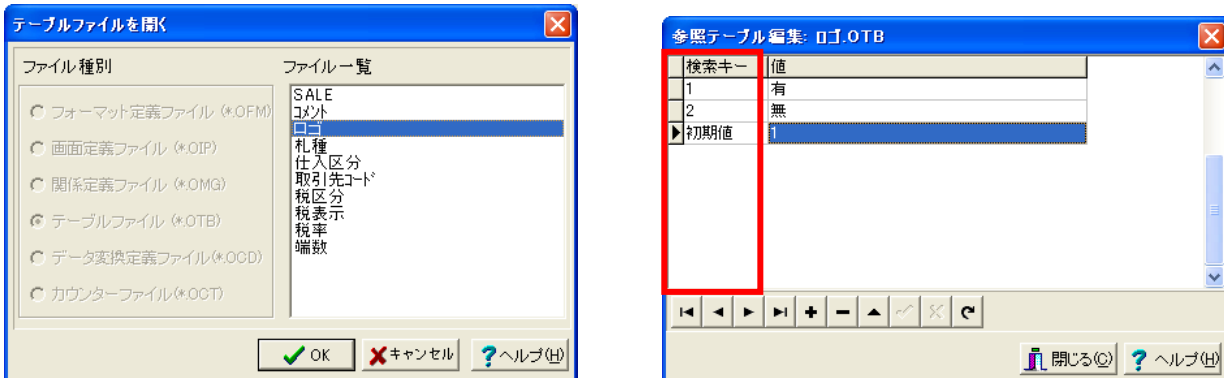 テーブルファイルを開く
ファイル種別
フォーマット定義ファイル (*.OFM)
画面定義ファイル (*.OIP)
関係定義ファイル (*.OMG)
テーブルファイル (*.OTB)
データ変換定義ファイル(*.OCD)
カウンターファイル(*.OCT)
ファイル一覧
SALE
コメント
ロゴ
札種
仕入区分
取引先コード
税区分
税表示
税率
端数
OK
キャンセル
ヘルプ(H)
参照テーブル編集: ロゴ.OTB
検索キー 値
1 有
2 無
初期値 1
閉じる(C)
ヘルプ(H)